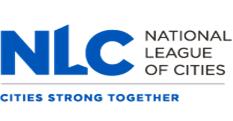 NLC
NATIONAL
LEAGUE
OF CITIES
CITIES STRONG TOGETHER